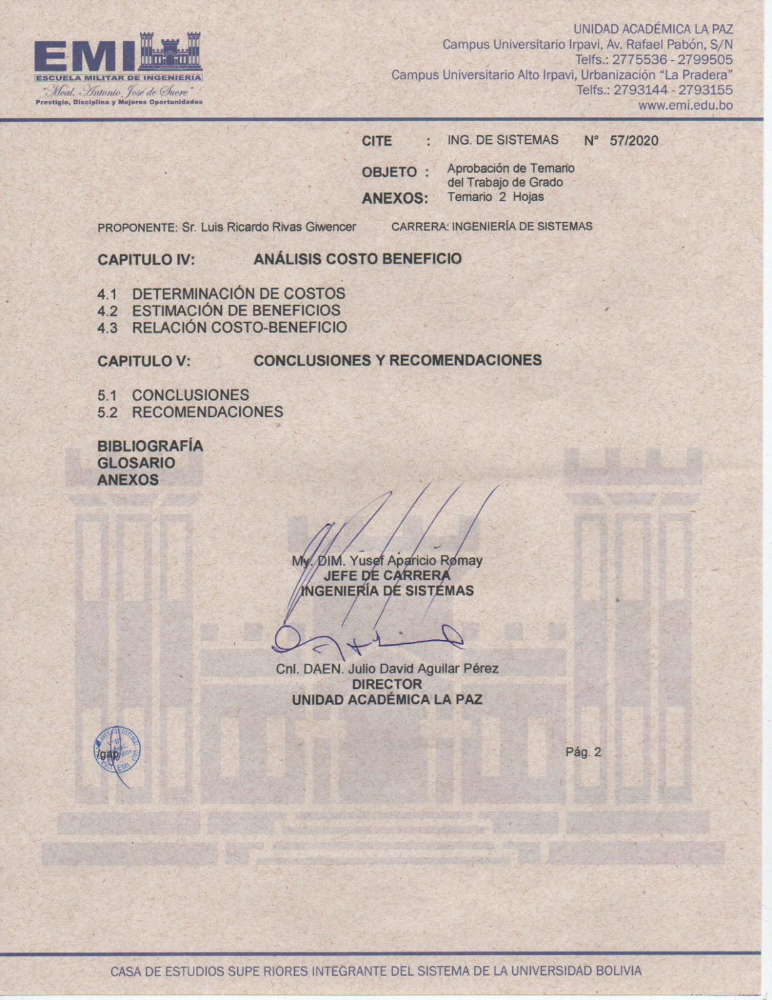 EMI
ESCUELA MILITAR DE INGENIERIA
"Mcal. Antonio José de Sucre"
Prestigio, Disciplina y Mejores Oportunidades
UNIDAD ACADÉMICA LA PAZ
Campus Universitario Irpavi, Av. Rafael Pabón, S/N
Telfs.: 2775536 - 2799505
Campus Universitario Alto Irpavi, Urbanización “La Pradera”
Telfs.: 2793144 - 2793155
www.emi.edu.bo
CITE : ING. DE SISTEMAS N° 57/2020
OBJETO : Aprobación de Temario
del Trabajo de Grado
ANEXOS: Temario 2 Hojas
PROPONENTE: Sr. Luis Ricardo Rivas Giwencer CARRERA: INGENIERÍA DE SISTEMAS
CAPITULO IV: ANÁLISIS COSTO BENEFICIO
4.1 DETERMINACIÓN DE COSTOS
4.2 ESTIMACIÓN DE BENEFICIOS
4.3 RELACIÓN COSTO-BENEFICIO
CAPITULO V: CONCLUSIONES Y RECOMENDACIONES
5.1 CONCLUSIONES
5.2 RECOMENDACIONES
BIBLIOGRAFÍA
GLOSARIO
ANEXOS
My. DIM. Yusef Aparicio Romay
JEFE DE CARRERA
INGENIERÍA DE SISTEMAS
Cnl. DAEN. Julio David Aguilar Pérez
DIRECTOR
UNIDAD ACADÉMICA LA PAZ
/gap
EMI
Pág. 2
CASA DE ESTUDIOS SUPE RIORES INTEGRANTE DEL SISTEMA DE LA UNIVERSIDAD BOLIVIA